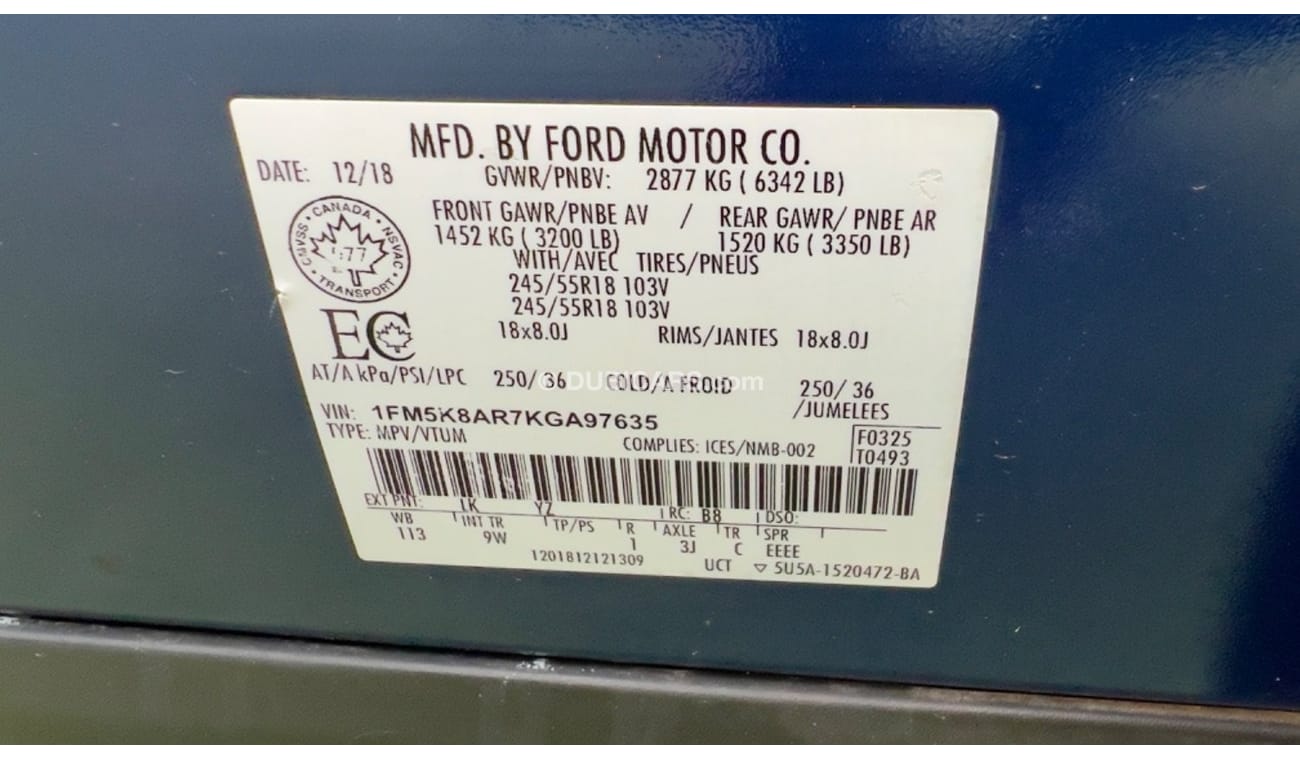 MFD. BY FORD MOTOR CO.
DATE: 12/18
GVWR/PNBV: 2877 KG ( 6342 LB)
FRONT GAWR/PNBE AV / REAR GAWR/ PNBE AR
1452 KG ( 3200 LB) 1520 KG ( 3350 LB)
WITH/AVEC TIRES/PNEUS
245/55R18 103V
245/55R18 103V
18x8.0J RIMS/JANTES 18x8.0J
CANADA
CMVSS NSVAC
TRANSPORT
EC
AT/A kPa/PSI/LPC 250/ 36 COLD/A FROID 250/ 36
/JUMELEES
© DUBICARS.com
VIN: 1FM5K8AR7KGA97635
TYPE: MPV/VTUM
COMPLIES: ICES/NMB-002
F0325
T0493
EXT PNT: LK YZ RC: B8 DSO:
WB INT TR TP/PS R AXLE TR SPR
113 9W 1 3J C EEEE
1201812121309 UCT ▽ 5U5A-1520472-BA